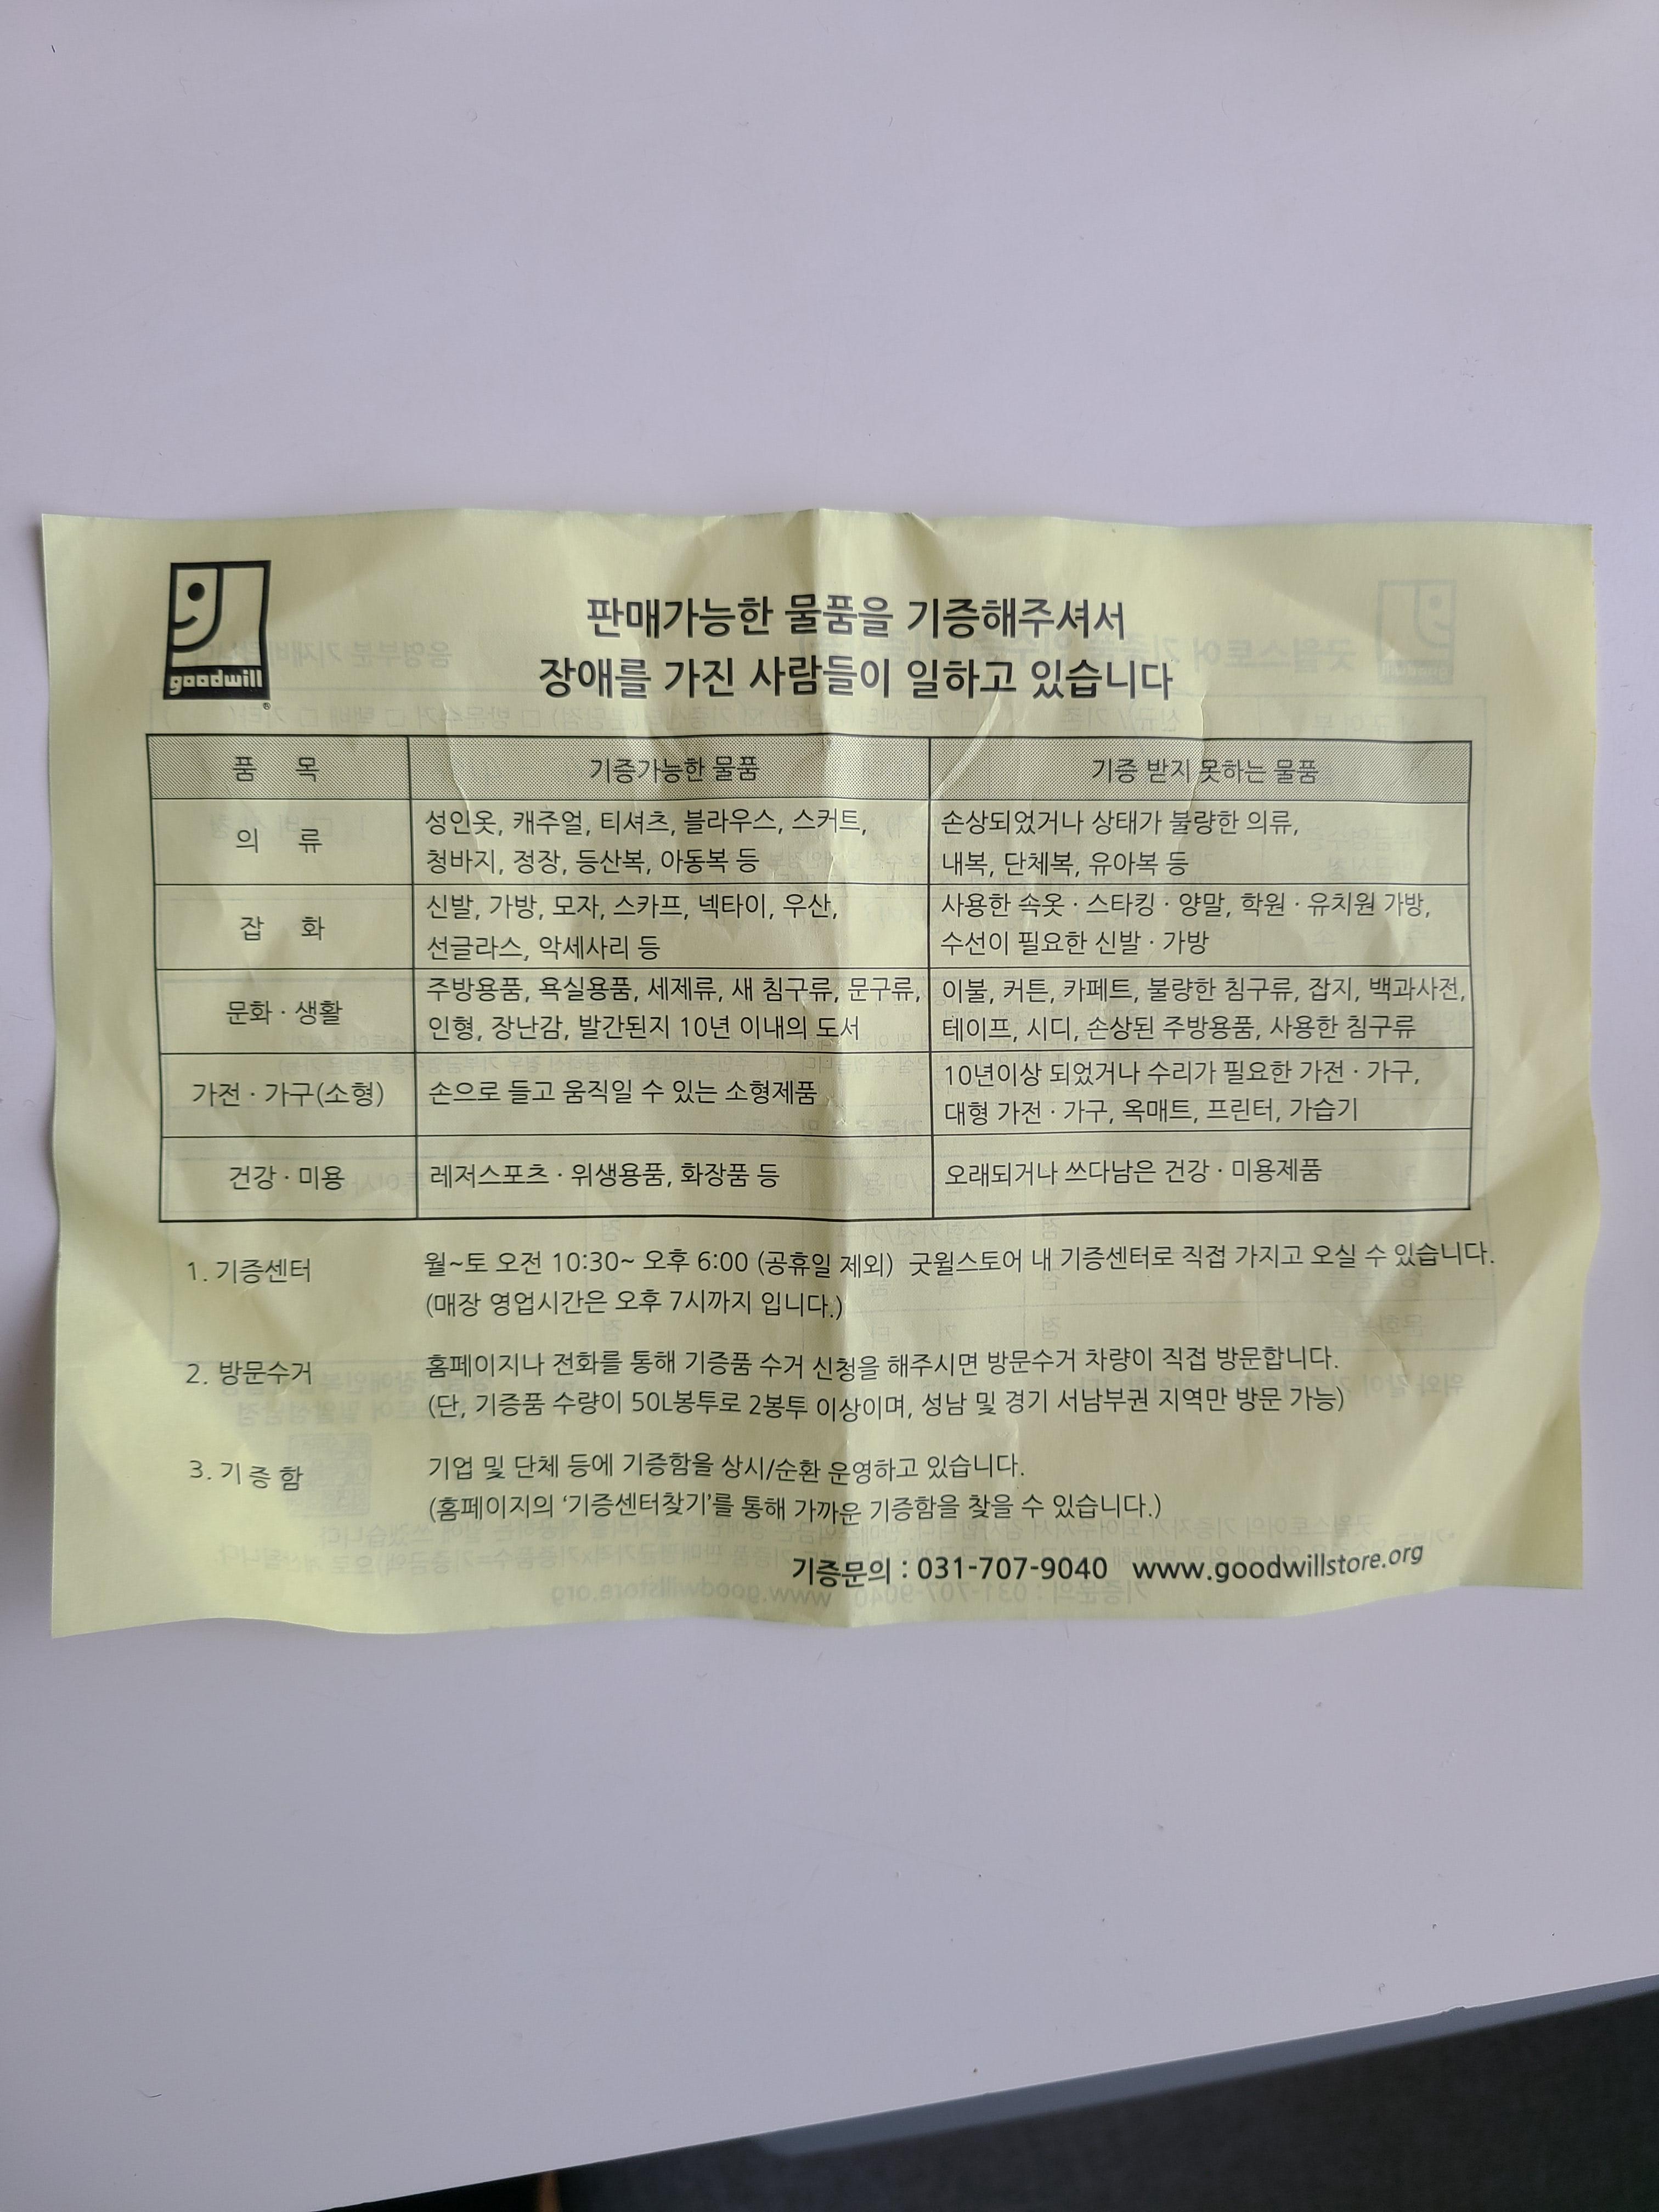 goodwill
판매가능한 물품을 기증해주셔서
장애를 가진 사람들이 일하고 있습니다
품 목 기증가능한 물품 기증 받지 못하는 물품
의 류 성인옷, 캐주얼, 티셔츠, 블라우스, 스커트, 손상되었거나 상태가 불량한 의류,
청바지, 정장, 등산복, 아동복 등 내복, 단체복, 유아복 등
잡 화 신발, 가방, 모자, 스카프, 넥타이, 우산, 사용한 속옷 · 스타킹 · 양말, 학원 · 유치원 가방,
선글라스, 악세사리 등 수선이 필요한 신발 · 가방
문화 · 생활 주방용품, 욕실용품, 세제류, 새 침구류, 문구류, 이불, 커튼, 카페트, 불량한 침구류, 잡지, 백과사전,
인형, 장난감, 발간된지 10년 이내의 도서 테이프, 시디, 손상된 주방용품, 사용한 침구류
가전 · 가구(소형) 손으로 들고 움직일 수 있는 소형제품 10년이상 되었거나 수리가 필요한 가전 · 가구,
대형 가전 · 가구, 옥매트, 프린터, 가습기
건강 · 미용 레저스포츠 · 위생용품, 화장품 등 오래되거나 쓰다남은 건강 · 미용제품
1. 기증센터 월~토 오전 10:30~ 오후 6:00 (공휴일 제외) 굿윌스토어 내 기증센터로 직접 가지고 오실 수 있습니다.
(매장 영업시간은 오후 7시까지 입니다.)
2. 방문수거 홈페이지나 전화를 통해 기증품 수거 신청을 해주시면 방문수거 차량이 직접 방문합니다.
(단, 기증품 수량이 50L봉투로 2봉투 이상이며, 성남 및 경기 서남부권 지역만 방문 가능)
3. 기 증 함 기업 및 단체 등에 기증함을 상시/순환 운영하고 있습니다.
(홈페이지의 ‘기증센터찾기’를 통해 가까운 기증함을 찾을 수 있습니다.)
기증문의 : 031-707-9040 www.goodwillstore.org